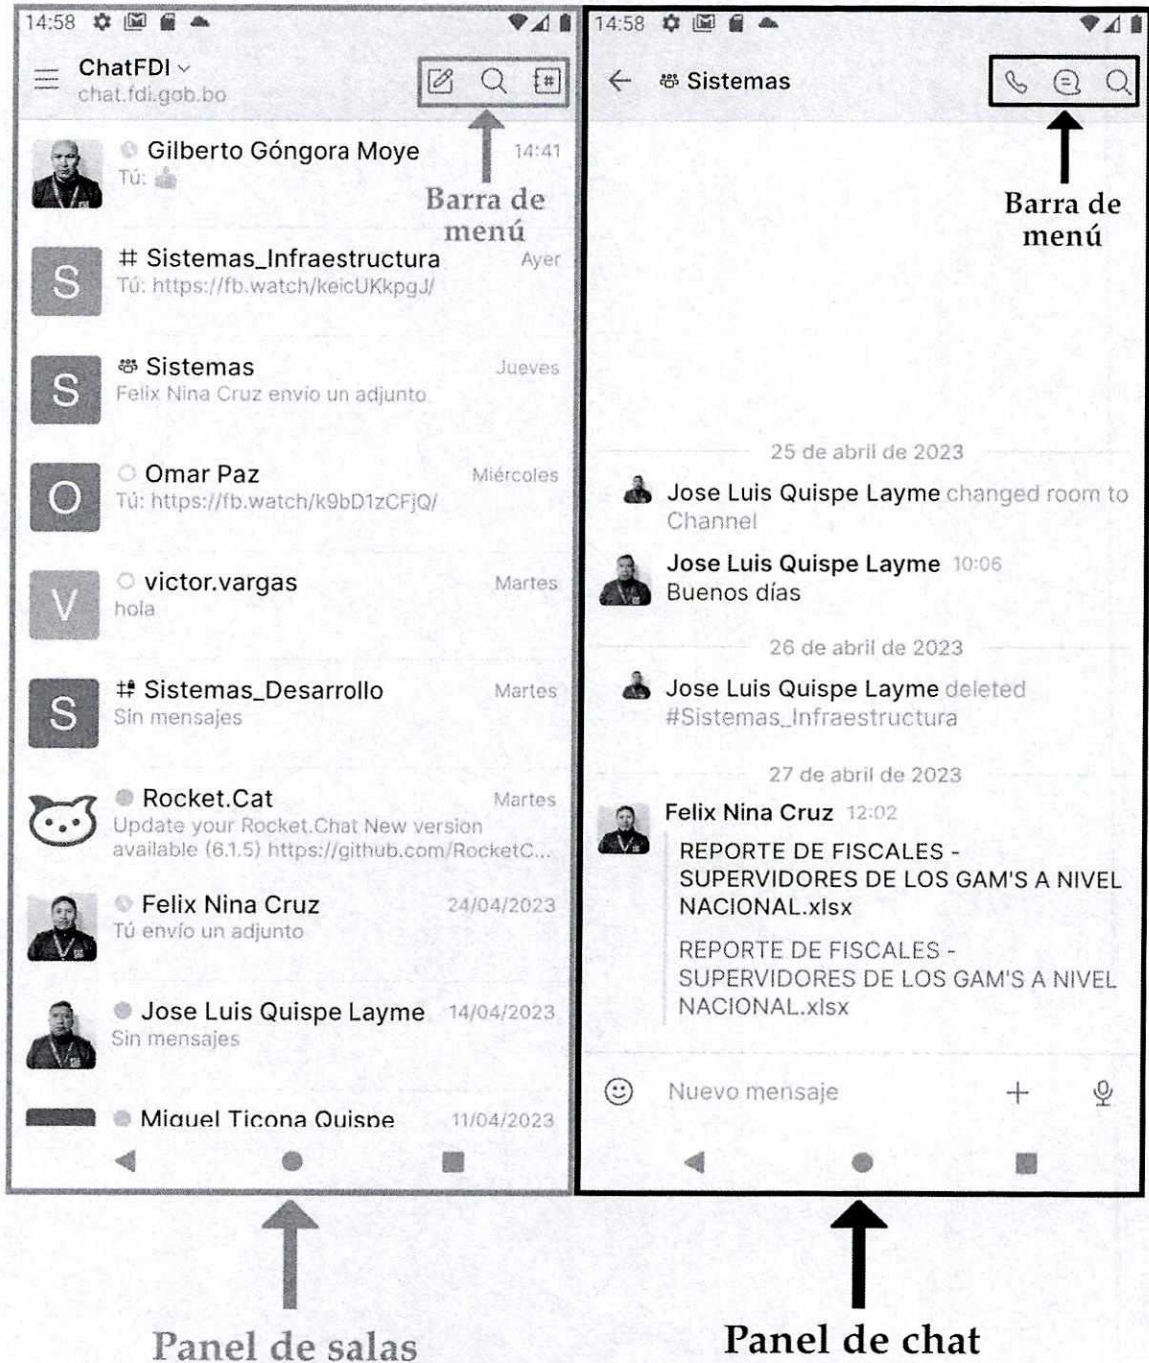 14:58
ChatFDI
chat.fdi.gob.bo
Barra de
menú
Gilberto Góngora Moye 14:41
Tú: 👍
S
# Sistemas_Infraestructura Ayer
Tú: https://fb.watch/keicUKkpgJ/
S
Sistemas Jueves
Felix Nina Cruz envío un adjunto
O
Omar Paz Miércoles
Tú: https://fb.watch/k9bD1zCFjQ/
V
victor.vargas Martes
hola
S
Sistemas_Desarrollo Martes
Sin mensajes
Rocket.Cat Martes
Update your Rocket.Chat New version
available (6.1.5) https://github.com/RocketC...
Felix Nina Cruz 24/04/2023
Tú envío un adjunto
Jose Luis Quispe Layme 14/04/2023
Sin mensajes
Miguel Ticona Quispe 11/04/2023
Panel de salas
14:58
Sistemas
Barra de
menú
25 de abril de 2023
Jose Luis Quispe Layme changed room to
Channel
Jose Luis Quispe Layme 10:06
Buenos días
26 de abril de 2023
Jose Luis Quispe Layme deleted
#Sistemas_Infraestructura
27 de abril de 2023
Felix Nina Cruz 12:02
REPORTE DE FISCALES -
SUPERVIDORES DE LOS GAM'S A NIVEL
NACIONAL.xlsx
REPORTE DE FISCALES -
SUPERVIDORES DE LOS GAM'S A NIVEL
NACIONAL.xlsx
Nuevo mensaje
Panel de chat